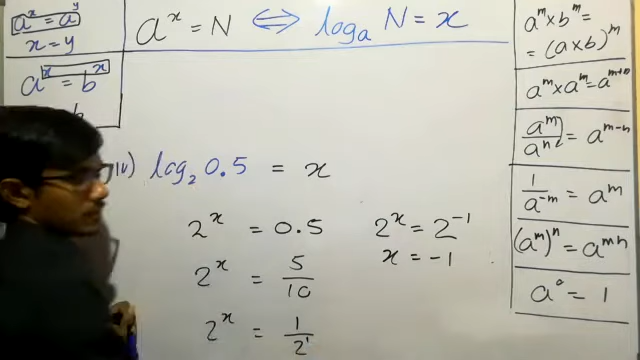 a^x = a^y
x = y
a^x = b^x
a^x = N ⟺ log_a N = x
iv) log_2 0.5 = x
2^x = 0.5
2^x = 5/10
2^x = 1/2^1
2^x = 2^-1
x = -1
a^m × b^m =
= (a × b)^m
a^m × a^m = a^m+n
a^m/a^n = a^m-n
1/a^-m = a^m
(a^m)^n = a^mn
a^0 = 1